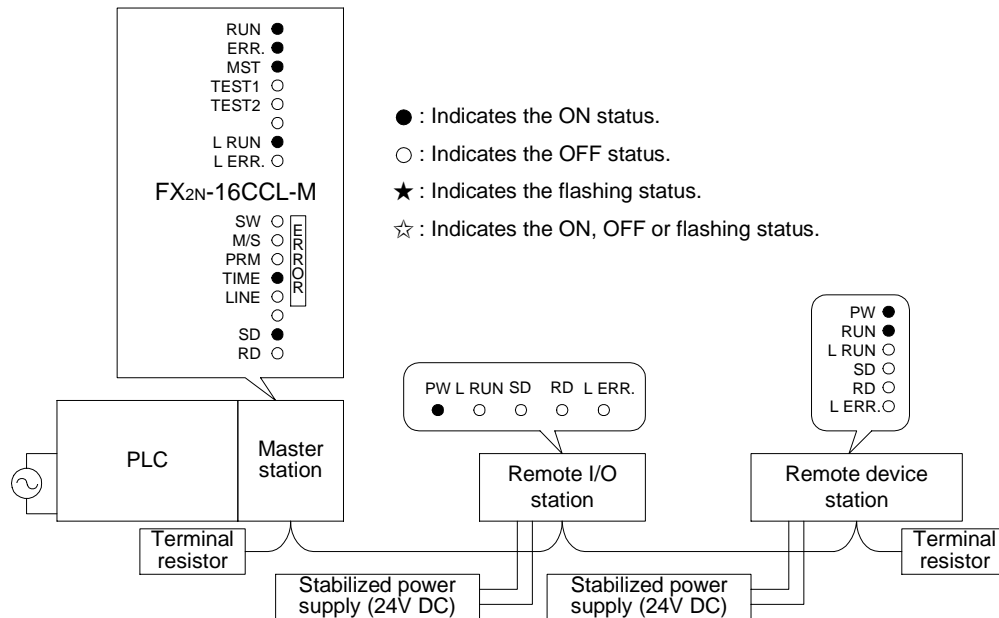 RUN
ERR.
MST
TEST1
TEST2
L RUN
L ERR.
FX2N-16CCL-M
SW
M/S
PRM
TIME
LINE
ERROR
SD
RD
● : Indicates the ON status.
○ : Indicates the OFF status.
★ : Indicates the flashing status.
☆ : Indicates the ON, OFF or flashing status.
PW
RUN
L RUN
SD
RD
L ERR.
PW L RUN SD RD L ERR.
PLC
Master
station
Remote I/O
station
Remote device
station
Terminal
resistor
Terminal
resistor
Stabilized power
supply (24V DC)
Stabilized power
supply (24V DC)